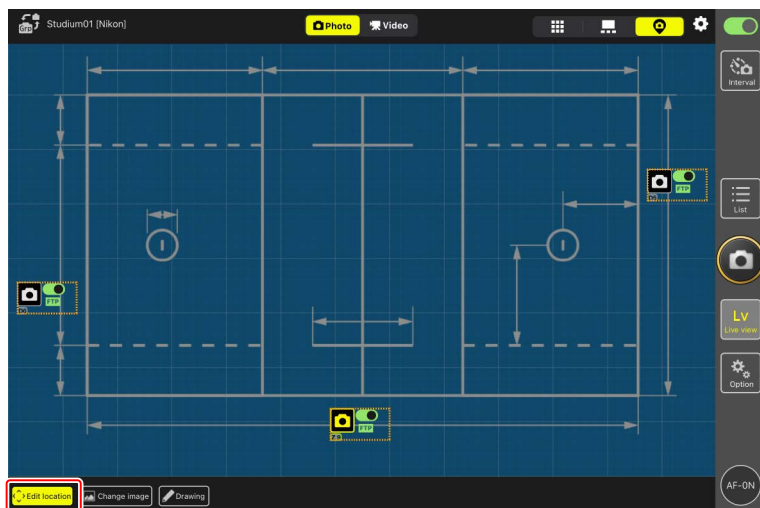 Grp
Studium01 [Nikon]
Photo
Video
Interval
FTP
List
FTP
Lv
Live view
FTP
Option
Edit location
Change image
Drawing
AF-ON